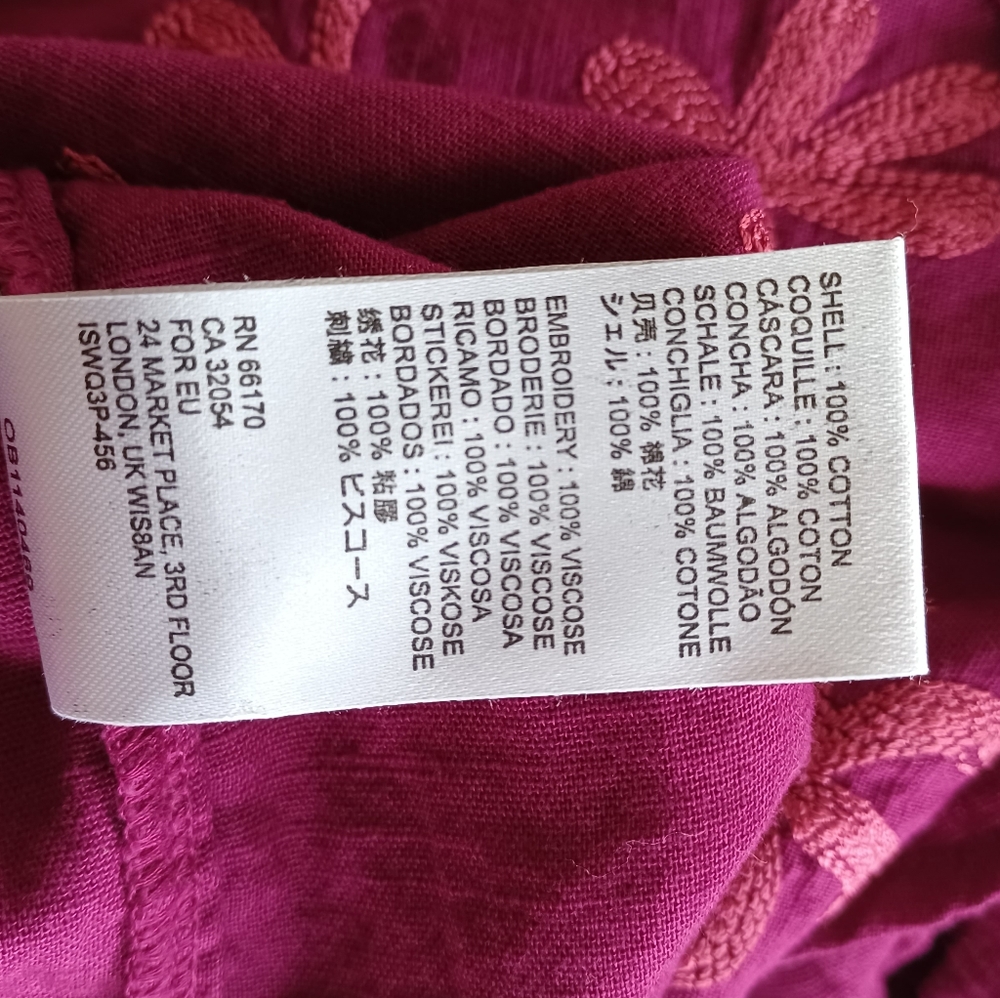 SHELL : 100% COTTON
COQUILLE : 100% COTON
CÁSCARA : 100% ALGODÓN
CONCHA : 100% ALGODÃO
SCHALE : 100% BAUMWOLLE
CONCHIGLIA : 100% COTONE
贝壳 : 100% 棉花
シェル : 100% 綿
EMBROIDERY : 100% VISCOSE
BRODERIE : 100% VISCOSE
BORDADO : 100% VISCOSA
RICAMO : 100% VISCOSA
STICKEREI : 100% VISKOSE
BORDADOS : 100% VISCOSE
绣花 : 100% 粘膠
刺繍 : 100% ビスコース
RN 66170
CA 32054
FOR EU
24 MARKET PLACE, 3RD FLOOR
LONDON, UK WIS8AN
ISWQ3P-456